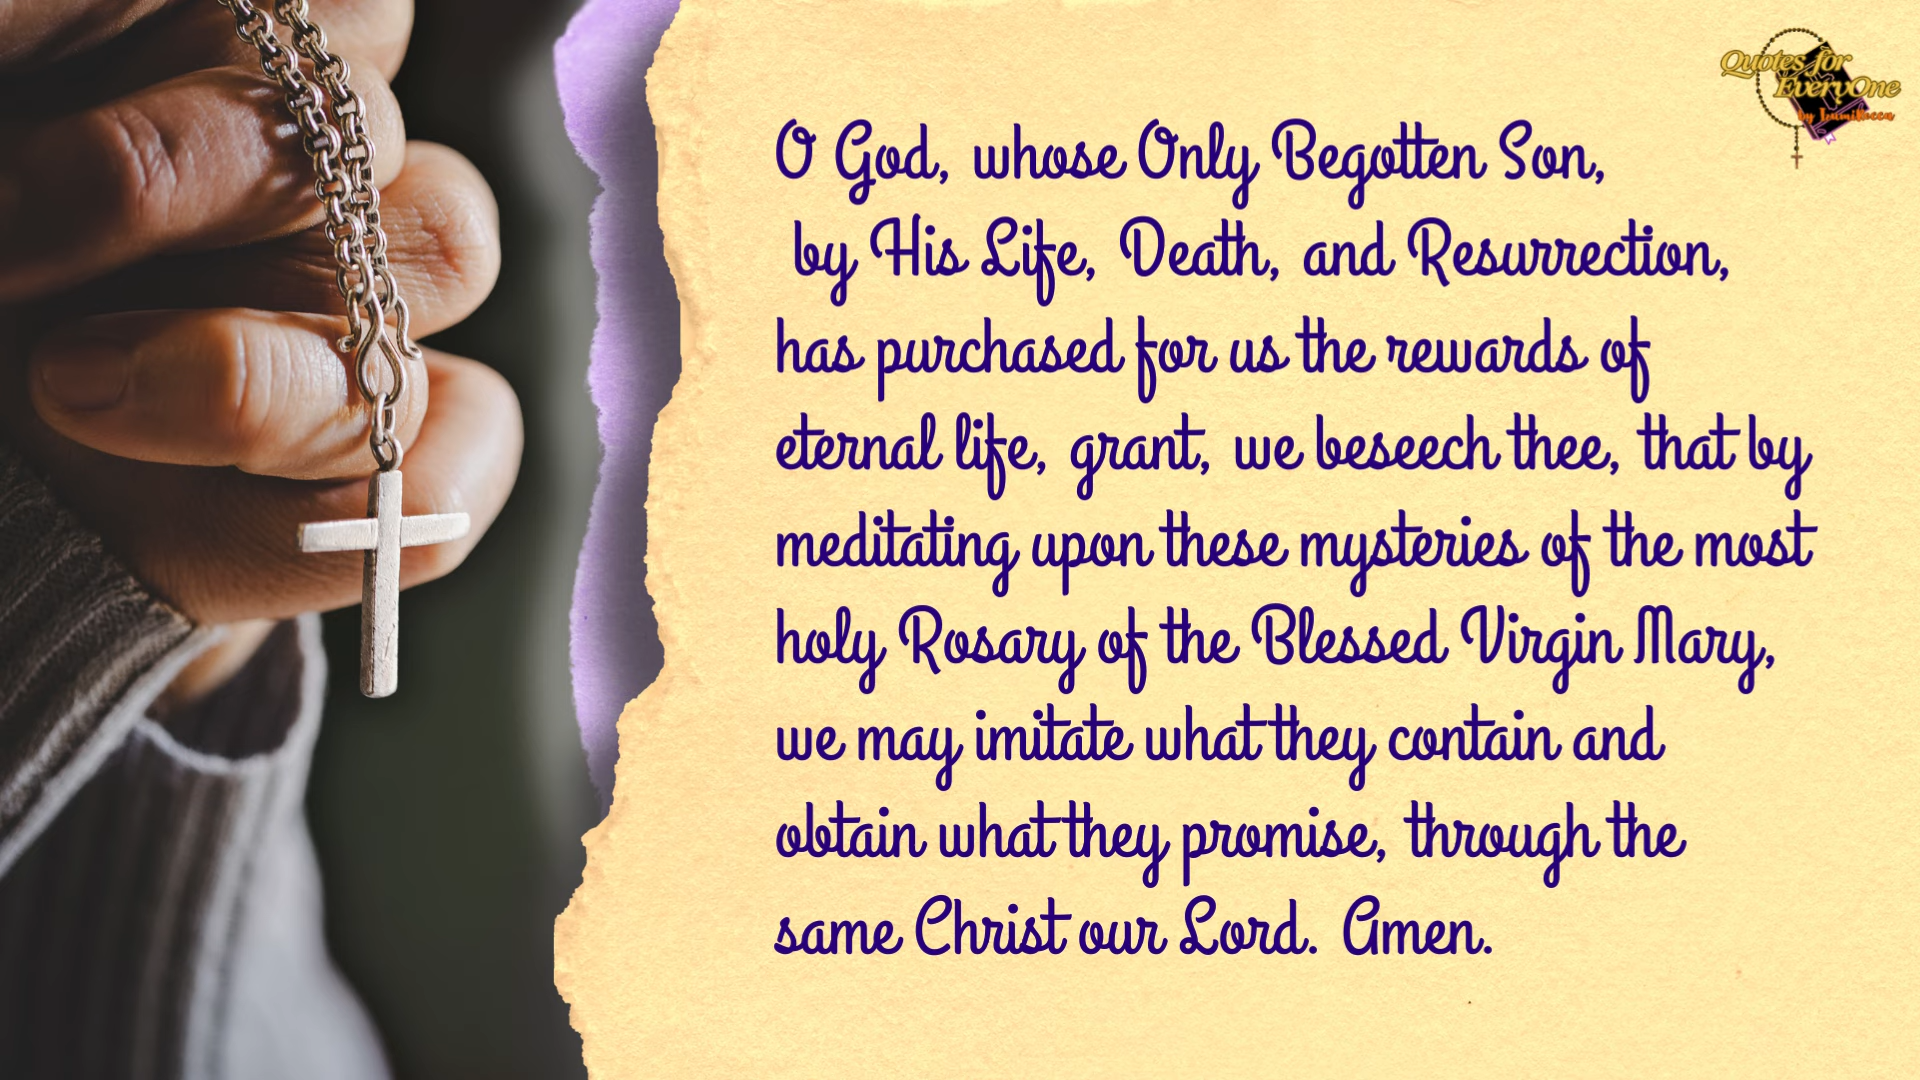 Quotes for
EveryOne
O God, whose Only Begotten Son,
by His Life, Death, and Resurrection,
has purchased for us the rewards of
eternal life, grant, we beseech thee, that by
meditating upon these mysteries of the most
holy Rosary of the Blessed Virgin Mary,
we may imitate what they contain and
obtain what they promise, through the
same Christ our Lord. Amen.